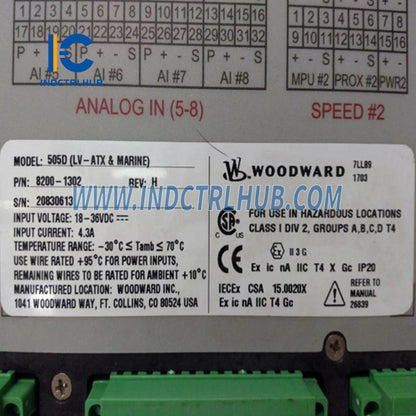 IC
INDCTRLHUB
1 2 3 4 5 6 7 8 9 10 11 12 13 14 15 16
17 18 19 20 21 22 23 24 25 26 27 28 29 30 31 32
P + - S P + - S P + - S P + - S
AI #5 AI #6 AI #7 AI #8
+ - S + - S
MPU #2 PROX #2 PWR2
ANALOG IN (5-8)
SPEED #2
MODEL: 505D (LV-ATX & MARINE)
P/N: 8200-1302 REV: H
S/N: 20830613
INPUT VOLTAGE: 18-36VDC
INPUT CURRENT: 4.3A
TEMPERATURE RANGE: -30°C ≤ Tamb ≤ 70°C
USE WIRE RATED +95°C FOR POWER INPUTS,
REMAINING WIRES TO BE RATED FOR AMBIENT +10°C
MANUFACTURED LOCATION: WOODWARD INC.,
1041 WOODWARD WAY, FT. COLLINS, CO 80524 USA
WOODWARD
7LL89
1703
WWW.INDCTRLHUB.COM
FOR USE IN HAZARDOUS LOCATIONS
CLASS I DIV 2, GROUPS A,B,C,D T4
II 3 G
Ex ic nA IIC T4 X Gc IP20
IECEx CSA 15.0020X
Ex ic nA IIC T4 Gc
REFER TO
MANUAL
26839